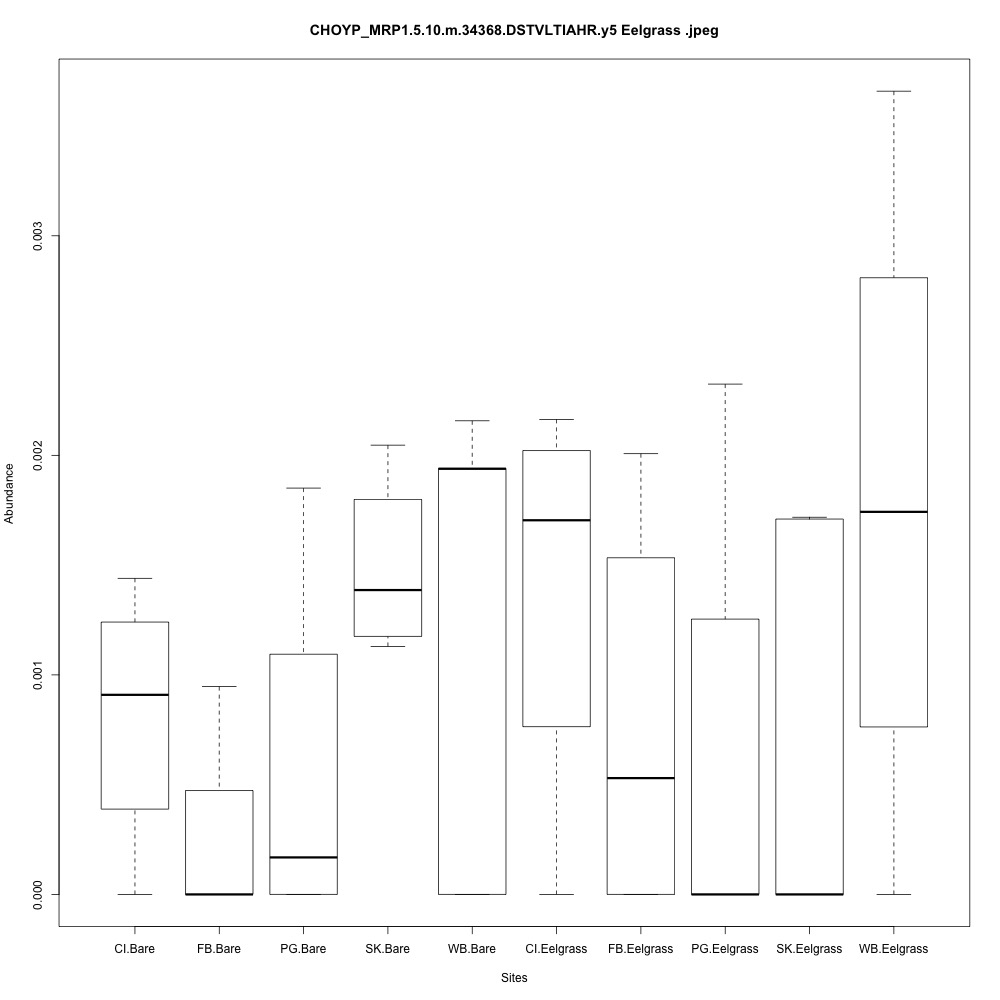 CHOYP_MRP1.5.10.m.34368.DSTVLTIAHR.y5 Eelgrass .jpeg
0.003
0.002
0.001
0.000
Abundance
CI.Bare FB.Bare PG.Bare SK.Bare WB.Bare CI.Eelgrass FB.Eelgrass PG.Eelgrass SK.Eelgrass WB.Eelgrass
Sites